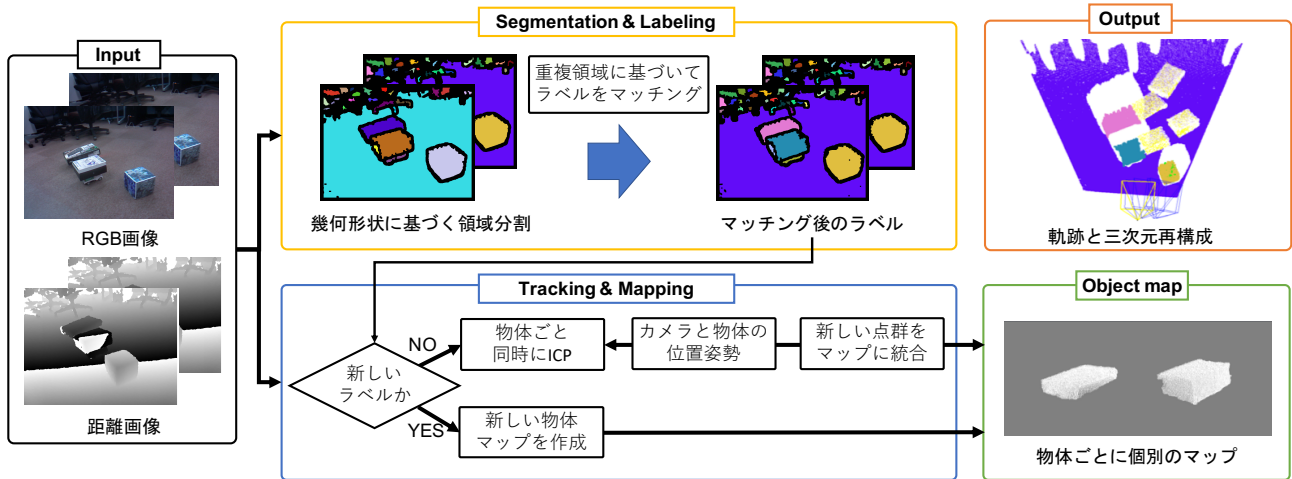 Input
RGB画像
距離画像
Segmentation & Labeling
重複領域に基づいて
ラベルをマッチング
幾何形状に基づく領域分割
マッチング後のラベル
Tracking & Mapping
新しい
ラベルか
NO
YES
物体ごと
同時にICP
カメラと物体の
位置姿勢
新しい点群を
マップに統合
新しい物体
マップを作成
Output
軌跡と三次元再構成
Object map
物体ごとに個別のマップ